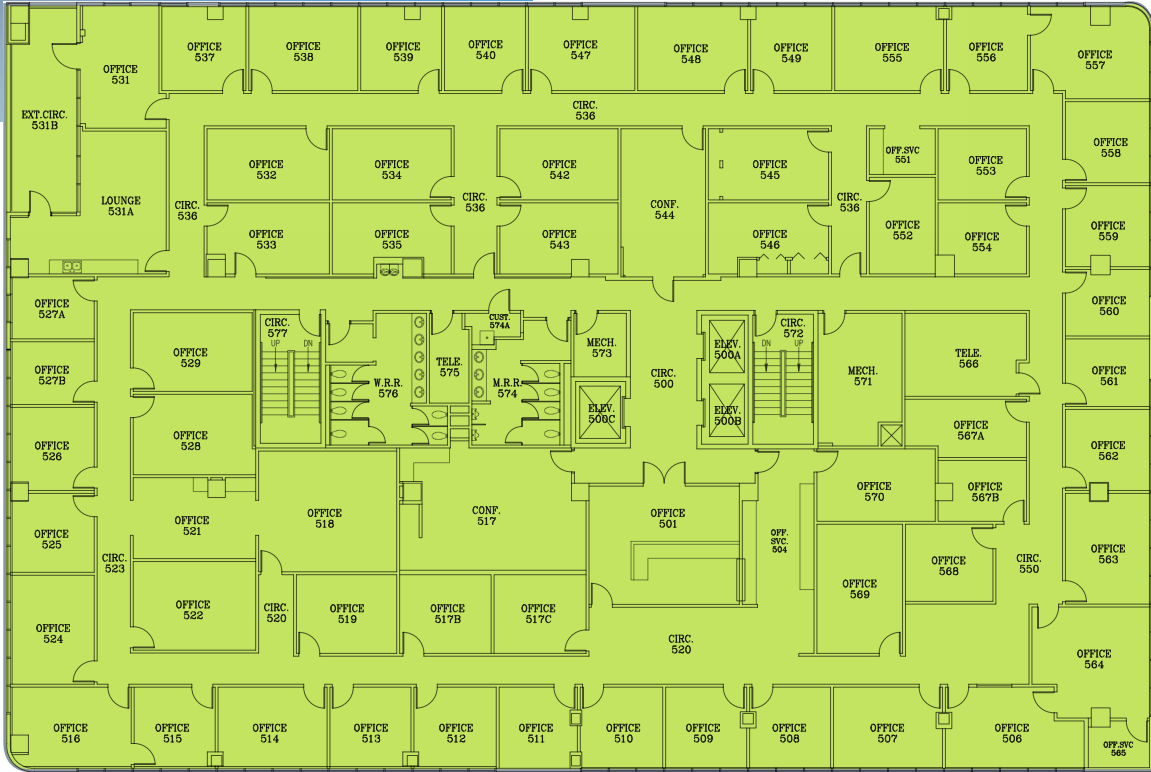 OFFICE
537
OFFICE
538
OFFICE
539
OFFICE
540
OFFICE
547
OFFICE
548
OFFICE
549
OFFICE
555
OFFICE
556
OFFICE
557
OFFICE
531
EXT.CIRC.
531B
CIRC.
536
OFFICE
558
OFFICE
532
OFFICE
534
OFFICE
542
OFFICE
545
OFF.SVC
551
OFFICE
553
LOUNGE
531A
CIRC.
536
CIRC.
536
CONF.
544
CIRC.
536
OFFICE
533
OFFICE
535
OFFICE
543
OFFICE
546
OFFICE
552
OFFICE
554
OFFICE
559
OFFICE
527A
OFFICE
560
CIRC.
577
UP
DN
CUST.
574A
MECH.
573
ELEV.
500A
CIRC.
572
DN
UP
OFFICE
529
TELE.
575
TELE.
566
OFFICE
527B
W.R.R.
576
M.R.R.
574
CIRC.
500
MECH.
571
OFFICE
561
ELEV.
500C
ELEV.
500B
OFFICE
528
OFFICE
567A
OFFICE
526
OFFICE
562
OFFICE
570
OFFICE
567B
OFFICE
521
OFFICE
518
CONF.
517
OFFICE
501
OFF.
SVC.
504
OFFICE
525
CIRC.
523
OFFICE
568
CIRC.
550
OFFICE
563
OFFICE
522
CIRC.
520
OFFICE
519
OFFICE
517B
OFFICE
517C
OFFICE
569
OFFICE
524
CIRC.
520
OFFICE
564
OFFICE
516
OFFICE
515
OFFICE
514
OFFICE
513
OFFICE
512
OFFICE
511
OFFICE
510
OFFICE
509
OFFICE
508
OFFICE
507
OFFICE
506
OFF.SVC
565